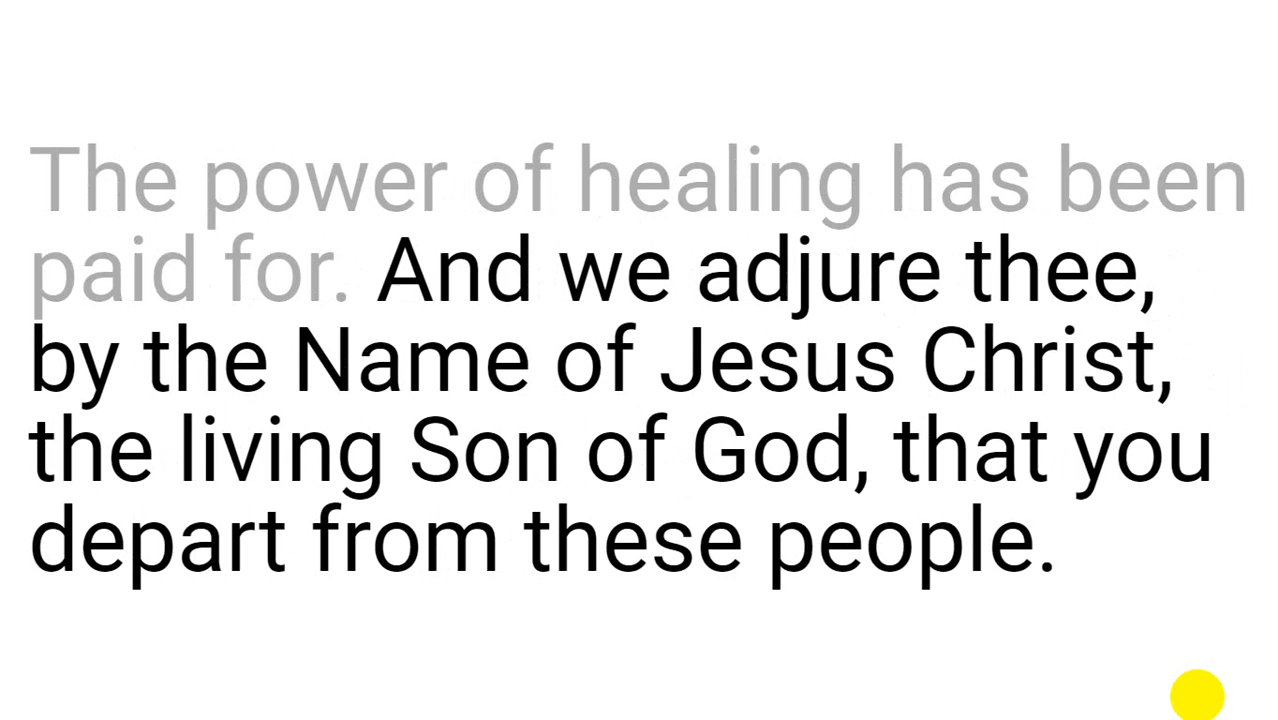 The power of healing has been
paid for. And we adjure thee,
by the Name of Jesus Christ,
the living Son of God, that you
depart from these people.